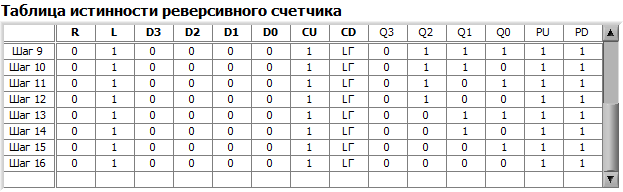 Таблица истинности реверсивного счетчика
R L D3 D2 D1 D0 CU CD Q3 Q2 Q1 Q0 PU PD
Шаг 9 0 1 0 0 0 0 1 ⅬГ 0 1 1 1 1 1
Шаг 10 0 1 0 0 0 0 1 ⅬГ 0 1 1 0 1 1
Шаг 11 0 1 0 0 0 0 1 ⅬГ 0 1 0 1 1 1
Шаг 12 0 1 0 0 0 0 1 ⅬГ 0 1 0 0 1 1
Шаг 13 0 1 0 0 0 0 1 ⅬГ 0 0 1 1 1 1
Шаг 14 0 1 0 0 0 0 1 ⅬГ 0 0 1 0 1 1
Шаг 15 0 1 0 0 0 0 1 ⅬГ 0 0 0 1 1 1
Шаг 16 0 1 0 0 0 0 1 ⅬГ 0 0 0 0 1 1